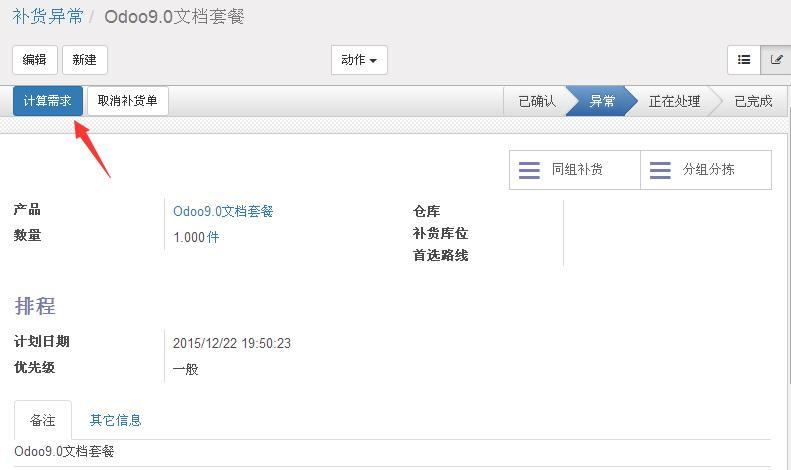 补货异常 / Odoo9.0文档套餐
编辑 新建 动作
计算需求 取消补货单 已确认 异常 正在处理 已完成
同组补货 分组分拣
产品 Odoo9.0文档套餐 仓库
数量 1.000件 补货库位
首选路线
排程
计划日期 2015/12/22 19:50:23
优先级 一般
备注 其它信息
Odoo9.0文档套餐